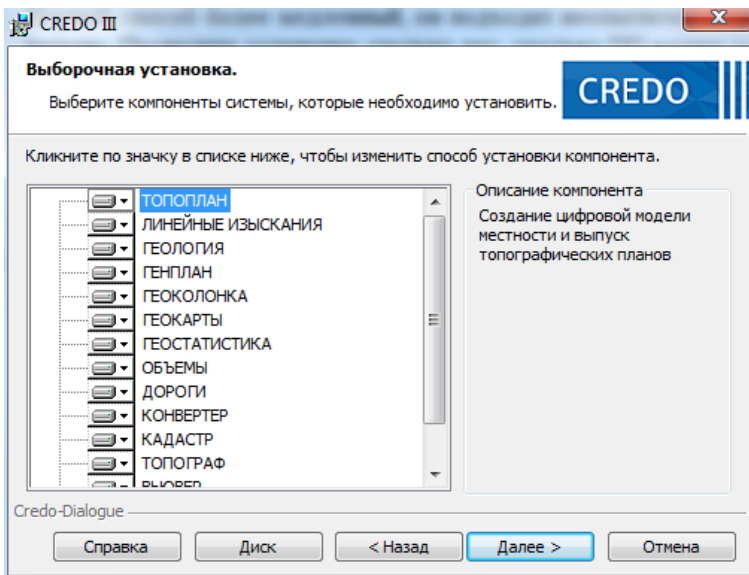 CREDO III
x
Выборочная установка.
Выберите компоненты системы, которые необходимо установить.
CREDO
Кликните по значку в списке ниже, чтобы изменить способ установки компонента.
ТОПОПЛАН
ЛИНЕЙНЫЕ ИЗЫСКАНИЯ
ГЕОЛОГИЯ
ГЕНПЛАН
ГЕОКОЛОНКА
ГЕОКАРТЫ
ГЕОСТАТИСТИКА
ОБЪЕМЫ
ДОРОГИ
КОНВЕРТЕР
КАДАСТР
ТОПОГРАФ
ВЬЮВЕР
Описание компонента
Создание цифровой модели
местности и выпуск
топографических планов
Credo-Dialogue
Справка
Диск
< Назад
Далее >
Отмена